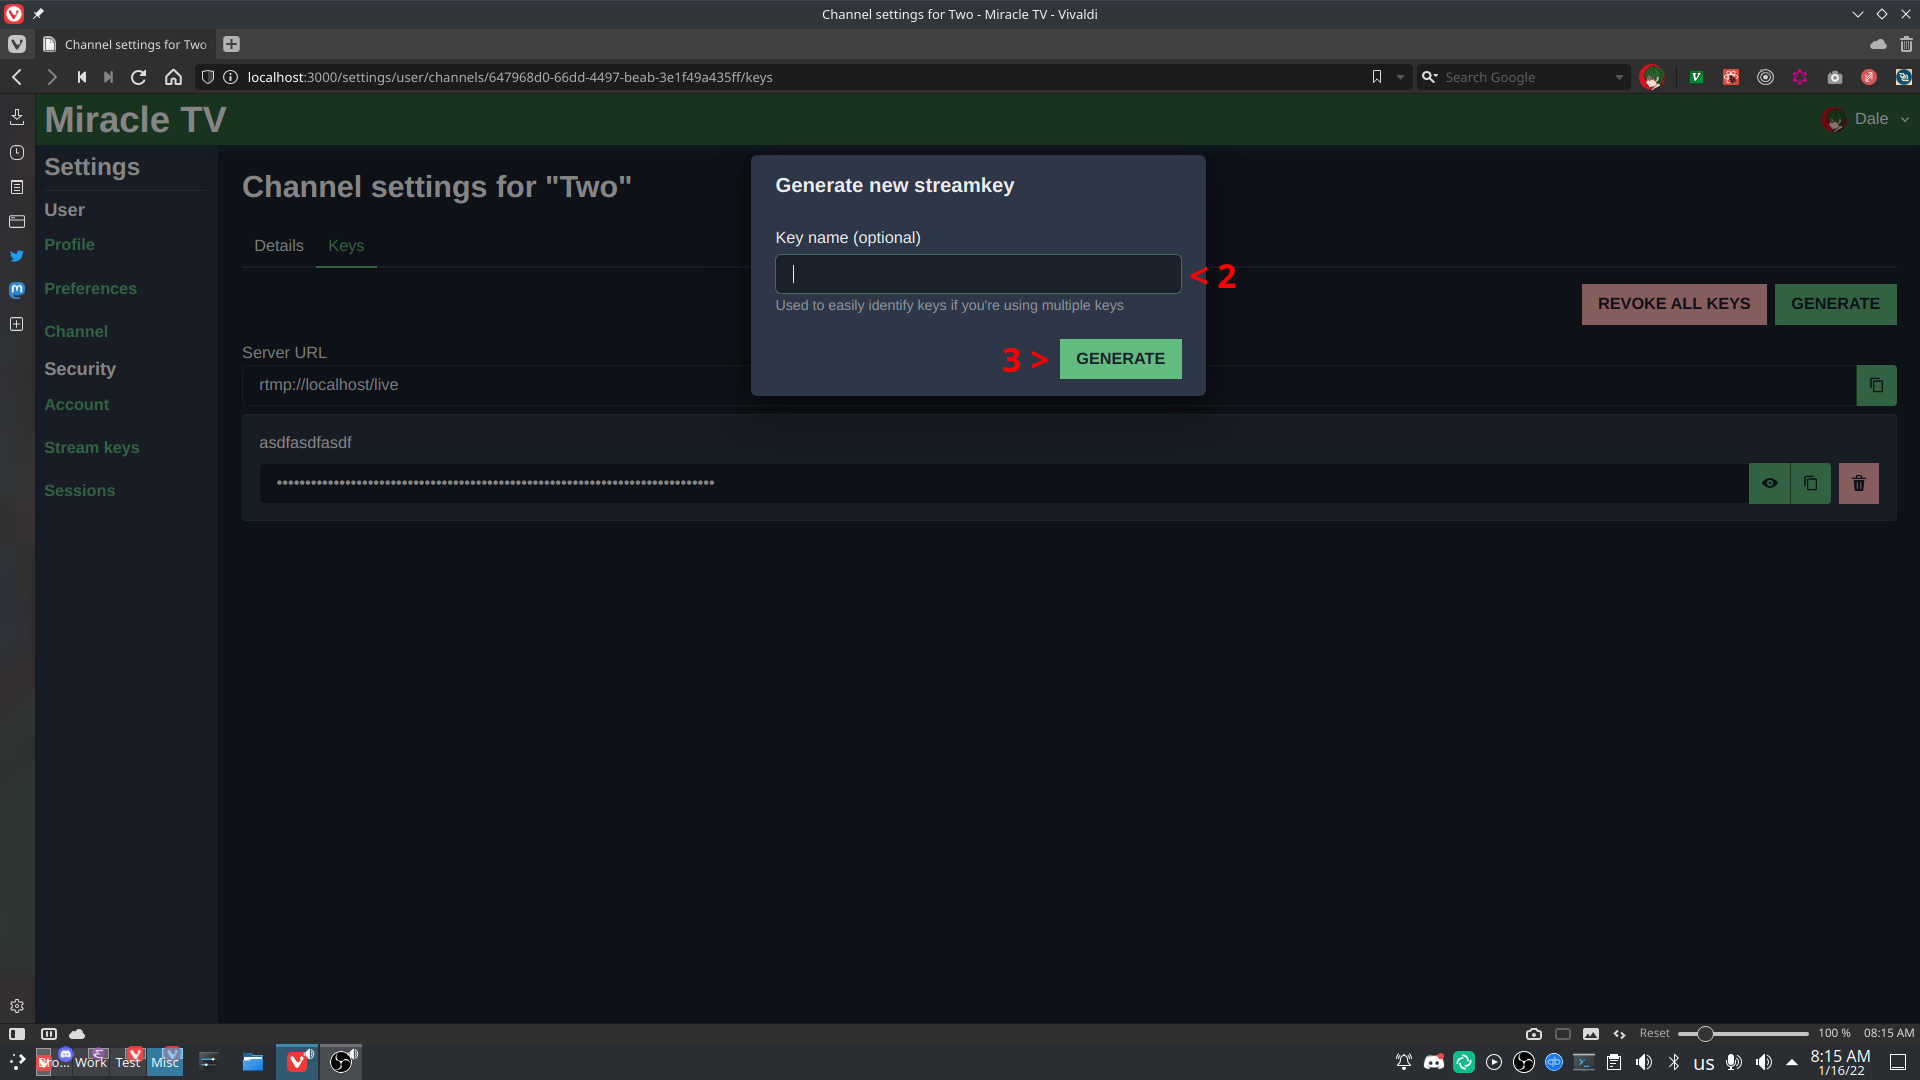 Channel settings for Two - Miracle TV - Vivaldi
Channel settings for Two
localhost:3000/settings/user/channels/647968d0-66dd-4497-beab-3e1f49a435ff/keys
Search Google
Miracle TV
Dale
Settings
User
Profile
Preferences
Channel
Security
Account
Stream keys
Sessions
Channel settings for "Two"
Details
Keys
REVOKE ALL KEYS
GENERATE
Server URL
rtmp://localhost/live
asdfasdfasdf
Generate new streamkey
Key name (optional)
< 2
Used to easily identify keys if you're using multiple keys
3 >
GENERATE
Reset
100 %
08:15 AM
Work
Test
Misc
us
8:15 AM
1/16/22